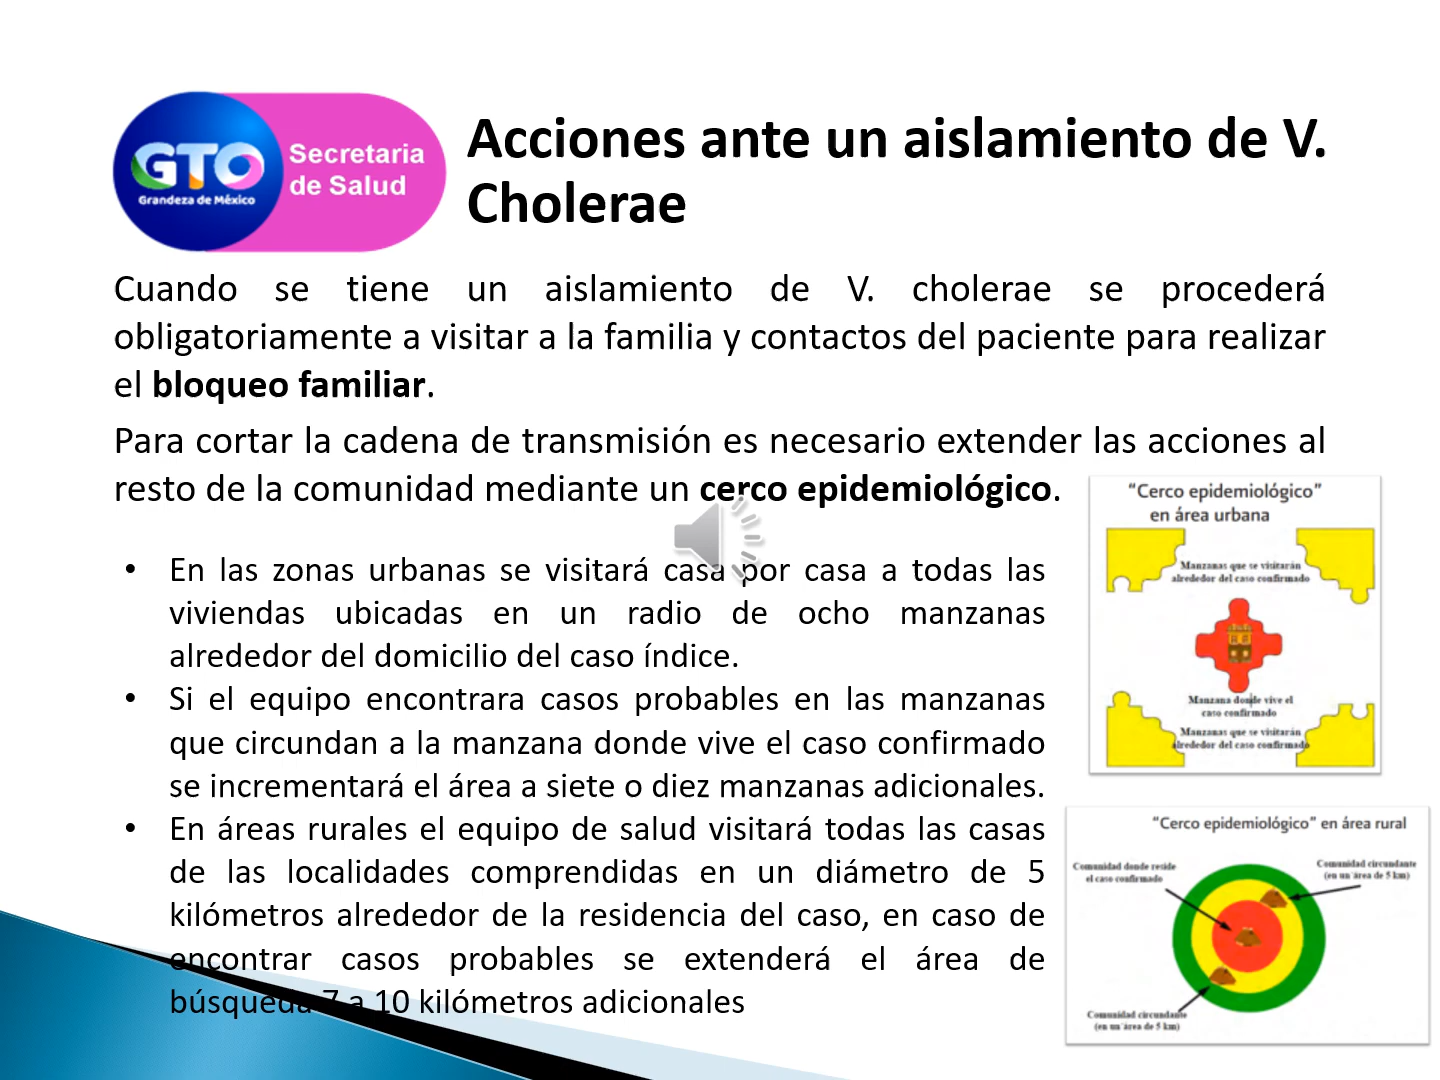 GTO
Grandeza de México
Secretaria
de Salud
Acciones ante un aislamiento de V.
Cholerae
Cuando se tiene un aislamiento de V. cholerae se procederá
obligatoriamente a visitar a la familia y contactos del paciente para realizar
el bloqueo familiar.
Para cortar la cadena de transmisión es necesario extender las acciones al
resto de la comunidad mediante un cerco epidemiológico.
• En las zonas urbanas se visitará casa por casa a todas las
viviendas ubicadas en un radio de ocho manzanas
alrededor del domicilio del caso índice.
• Si el equipo encontrara casos probables en las manzanas
que circundan a la manzana donde vive el caso confirmado
se incrementará el área a siete o diez manzanas adicionales.
• En áreas rurales el equipo de salud visitará todas las casas
de las localidades comprendidas en un diámetro de 5
kilómetros alrededor de la residencia del caso, en caso de
encontrar casos probables se extenderá el área de
búsqueda 7 a 10 kilómetros adicionales
“Cerco epidemiológico”
en área urbana
Manzanas que se visitarán
alrededor del caso confirmado
Manzana donde vive el
caso confirmado
Manzanas que se visitarán
alrededor del caso confirmado
“Cerco epidemiológico” en área rural
Comunidad donde reside
el caso confirmado
Comunidad circundante
(en un área de 5 km)
Comunidad circundante
(en un área de 5 km)